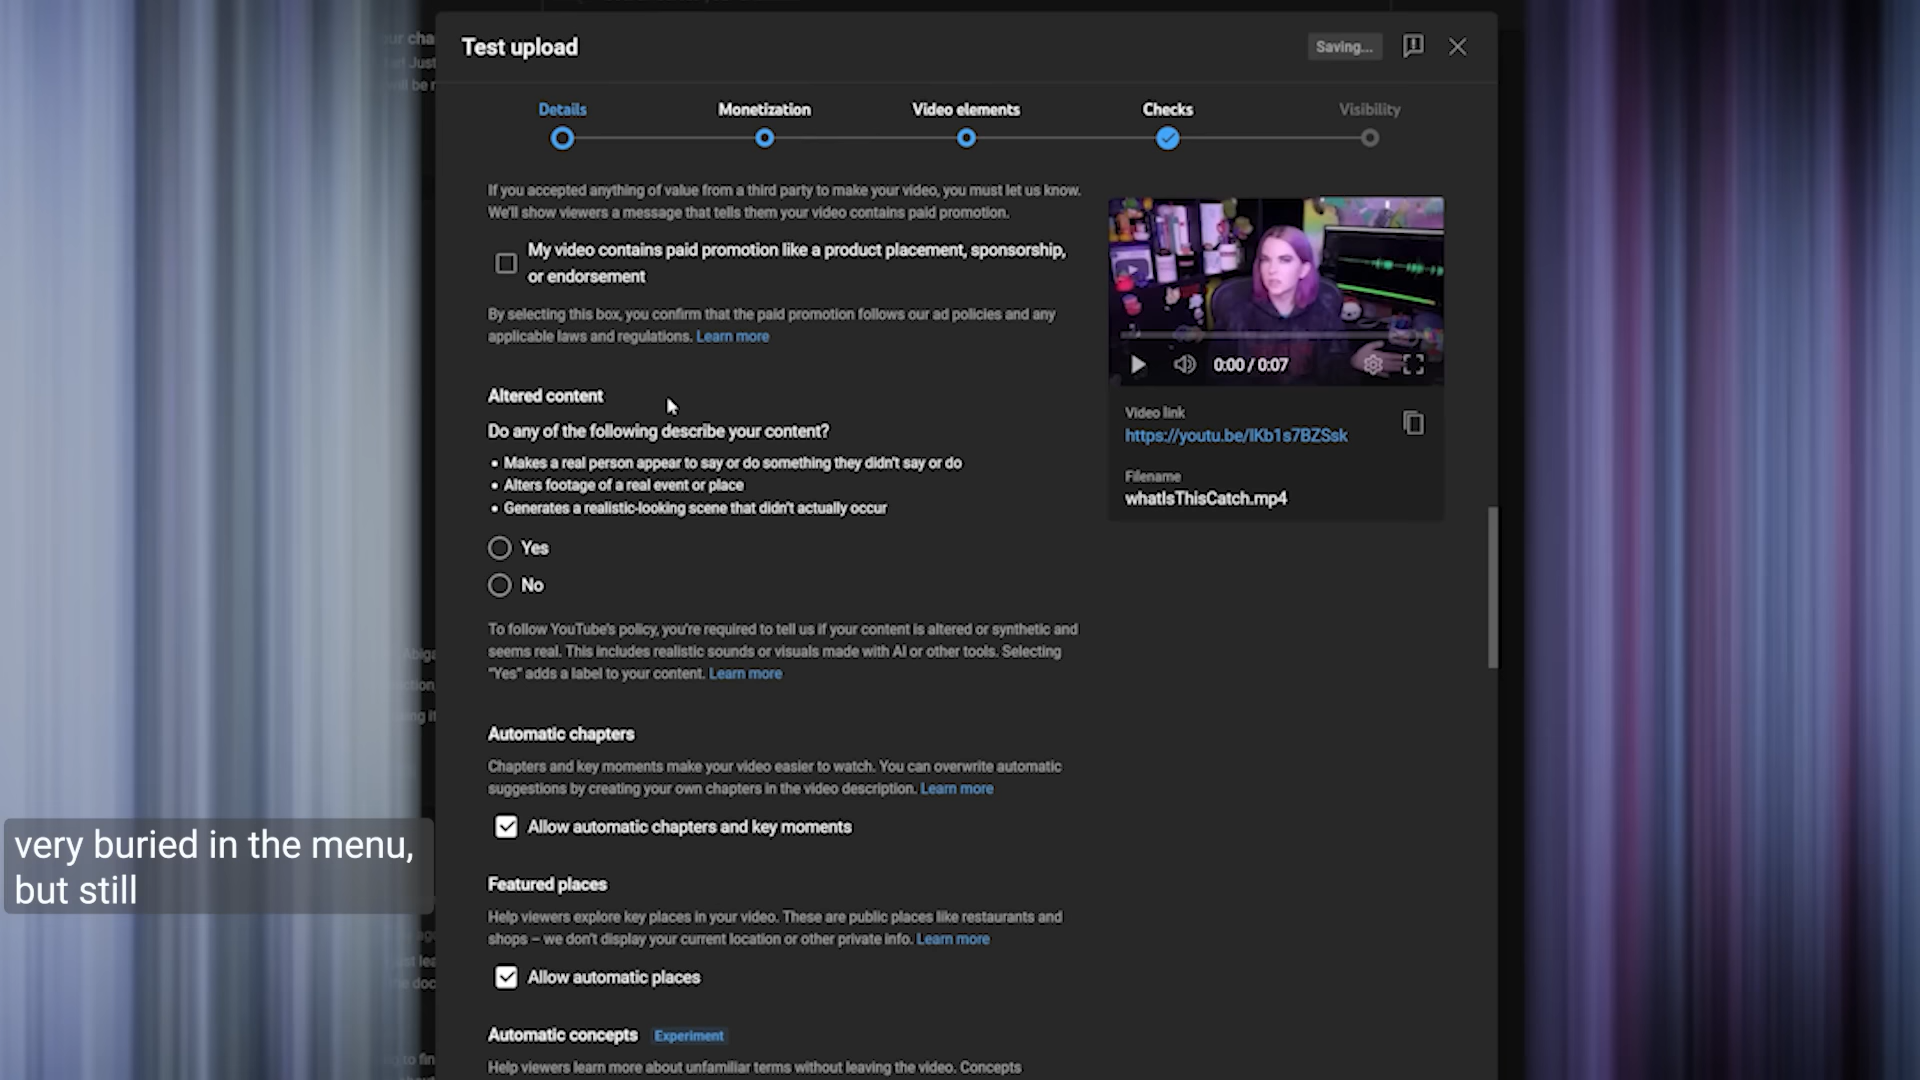 Test upload
Saving...
Details
Monetization
Video elements
Checks
Visibility
If you accepted anything of value from a third party to make your video, you must let us know.
We'll show viewers a message that tells them your video contains paid promotion.
My video contains paid promotion like a product placement, sponsorship,
or endorsement
By selecting this box, you confirm that the paid promotion follows our ad policies and any
applicable laws and regulations. Learn more
0:00 / 0:07
Video link
https://youtu.be/IKb1s7BZSsk
Filename
whatIsThisCatch.mp4
Altered content
Do any of the following describe your content?
• Makes a real person appear to say or do something they didn't say or do
• Alters footage of a real event or place
• Generates a realistic-looking scene that didn't actually occur
Yes
No
To follow YouTube's policy, you're required to tell us if your content is altered or synthetic and
seems real. This includes realistic sounds or visuals made with AI or other tools. Selecting
"Yes" adds a label to your content. Learn more
Automatic chapters
Chapters and key moments make your video easier to watch. You can overwrite automatic
suggestions by creating your own chapters in the video description. Learn more
Allow automatic chapters and key moments
very buried in the menu,
but still
Featured places
Help viewers explore key places in your video. These are public places like restaurants and
shops – we don't display your current location or other private info. Learn more
Allow automatic places
Automatic concepts Experiment
Help viewers learn more about unfamiliar terms without leaving the video. Concepts